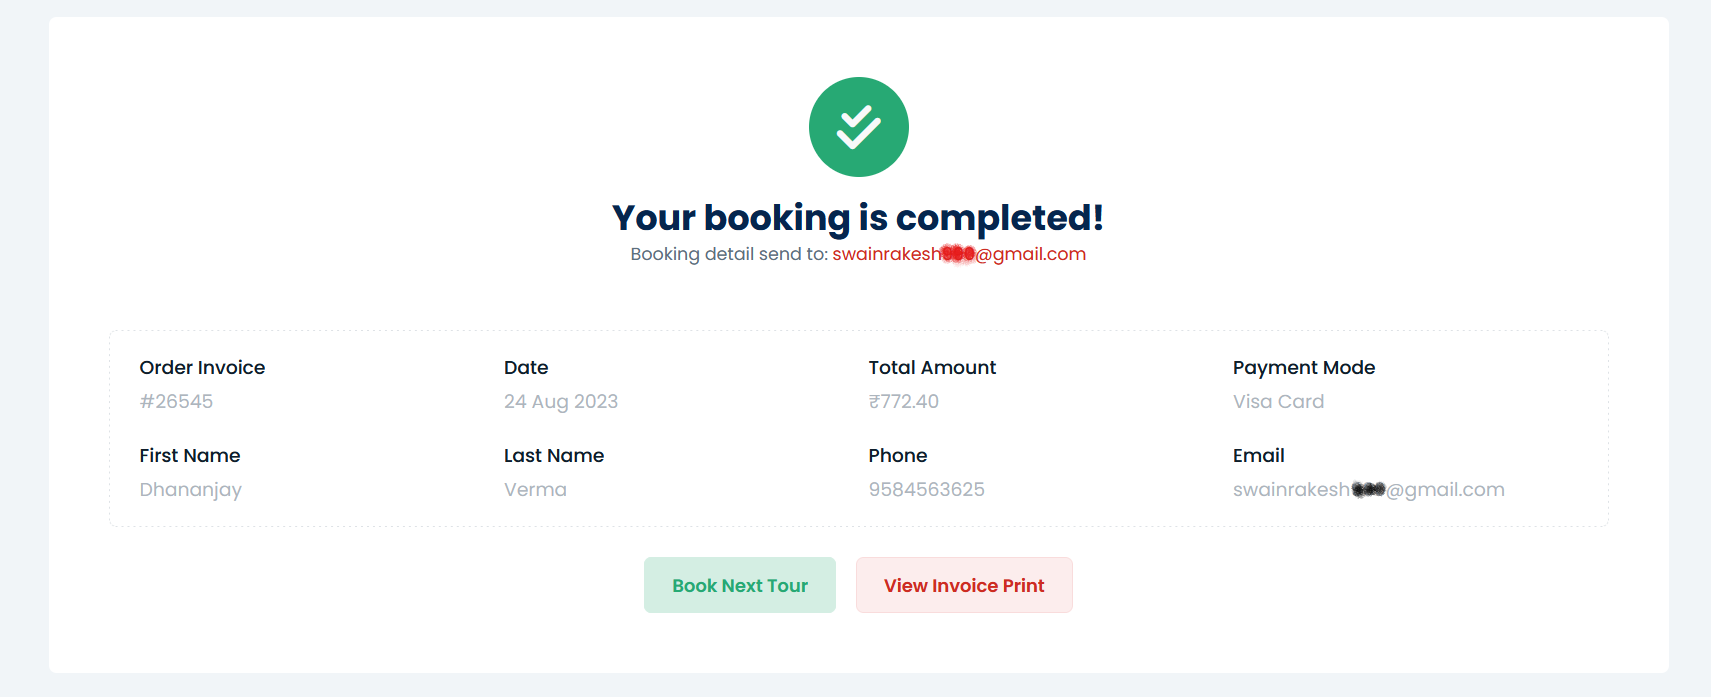 Your booking is completed!
Booking detail send to: swainrakesh @gmail.com
Order Invoice Date Total Amount Payment Mode
#26545 24 Aug 2023 ₹772.40 Visa Card
First Name Last Name Phone Email
Dhananjay Verma 9584563625 swainrakesh @gmail.com
Book Next Tour View Invoice Print